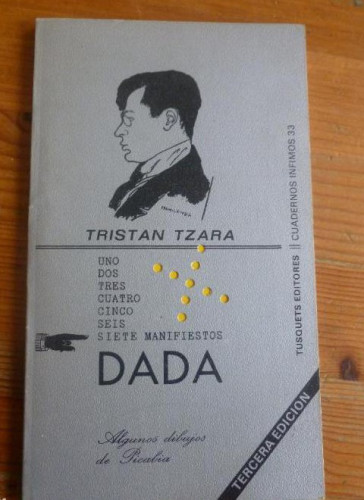 TRISTAN TZARA
UNO
DOS
TRES
CUATRO
CINCO
SEIS
SIETE MANIFIESTOS
DADA
Algunos dibujos
de Picabia
TUSQUETS EDITORES || CUADERNOS INFIMOS 33
TERCERA EDICION